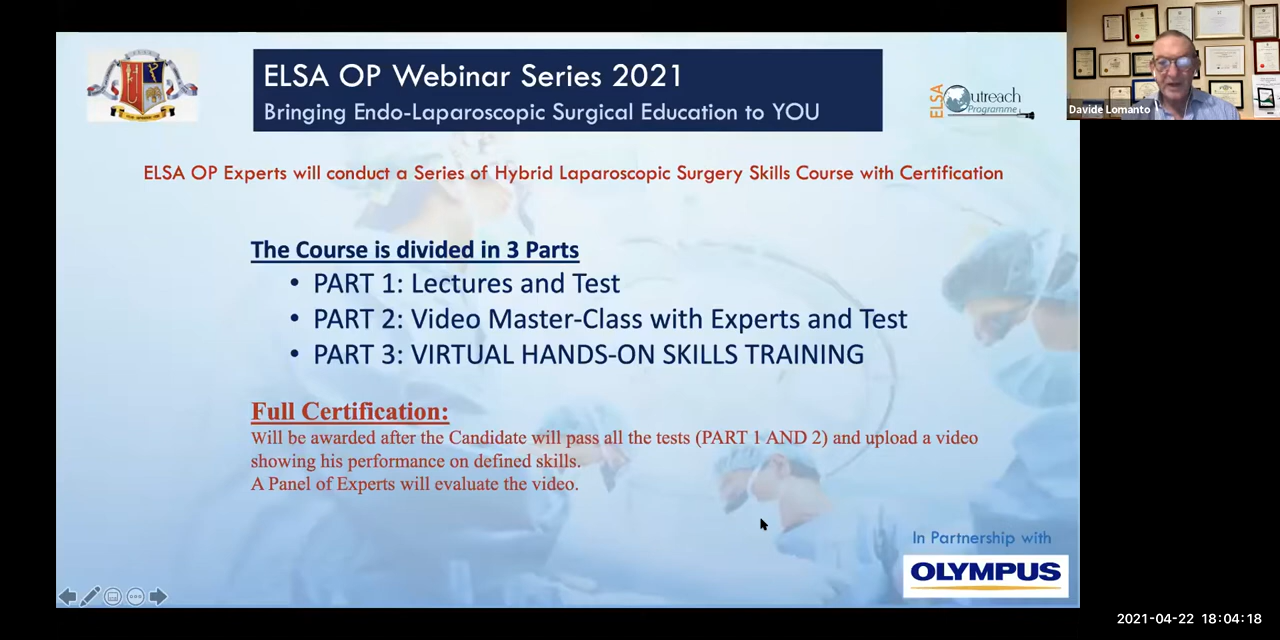 ELSA OP Webinar Series 2021
Bringing Endo-Laparoscopic Surgical Education to YOU
ELSA
Outreach
Programme
Davide Lomanto
ELSA OP Experts will conduct a Series of Hybrid Laparoscopic Surgery Skills Course with Certification
The Course is divided in 3 Parts
• PART 1: Lectures and Test
• PART 2: Video Master-Class with Experts and Test
• PART 3: VIRTUAL HANDS-ON SKILLS TRAINING
Full Certification:
Will be awarded after the Candidate will pass all the tests (PART 1 AND 2) and upload a video
showing his performance on defined skills.
A Panel of Experts will evaluate the video.
In Partnership with
OLYMPUS
2021-04-22 18:04:18